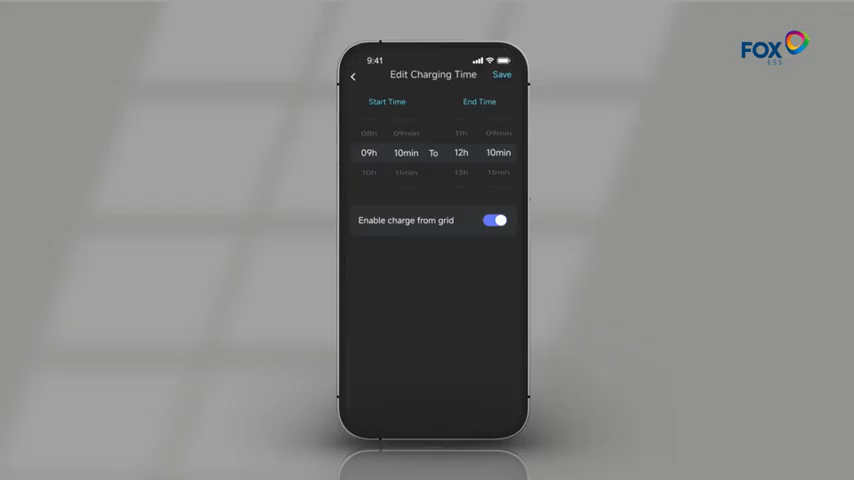 FOX
ESS
9:41
Edit Charging Time
Save
Start Time
End Time
08h 09min 11h 09min
09h 10min To 12h 10min
10h 11min 13h 11min
Enable charge from grid